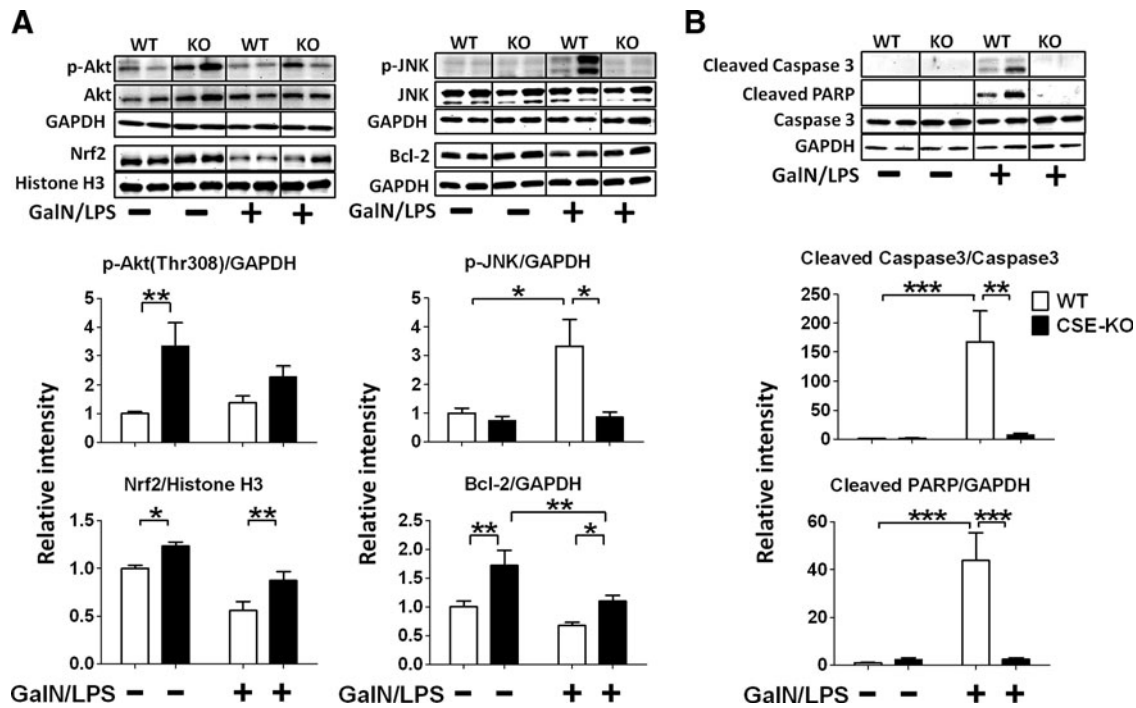 A
WT KO WT KO
p-Akt
Akt
GAPDH
Nrf2
Histone H3
GalN/LPS − − + +
WT KO WT KO
p-JNK
JNK
GAPDH
Bcl-2
GAPDH
GalN/LPS − − + +
B
WT KO WT KO
Cleaved Caspase 3
Cleaved PARP
Caspase 3
GAPDH
GalN/LPS − − + +
p-Akt(Thr308)/GAPDH
5
4
3
2
1
0
**
p-JNK/GAPDH
5
4
3
2
1
0
* *
Cleaved Caspase3/Caspase3
250
200
150
100
50
0
*** **
WT
CSE-KO
Relative intensity
Relative intensity
Relative intensity
Nrf2/Histone H3
1.5
1.0
0.5
0.0
* **
GalN/LPS − − + +
Bcl-2/GAPDH
2.5
2.0
1.5
1.0
0.5
0.0
** ** *
GalN/LPS − − + +
Cleaved PARP/GAPDH
60
40
20
0
*** ***
GalN/LPS − − + +